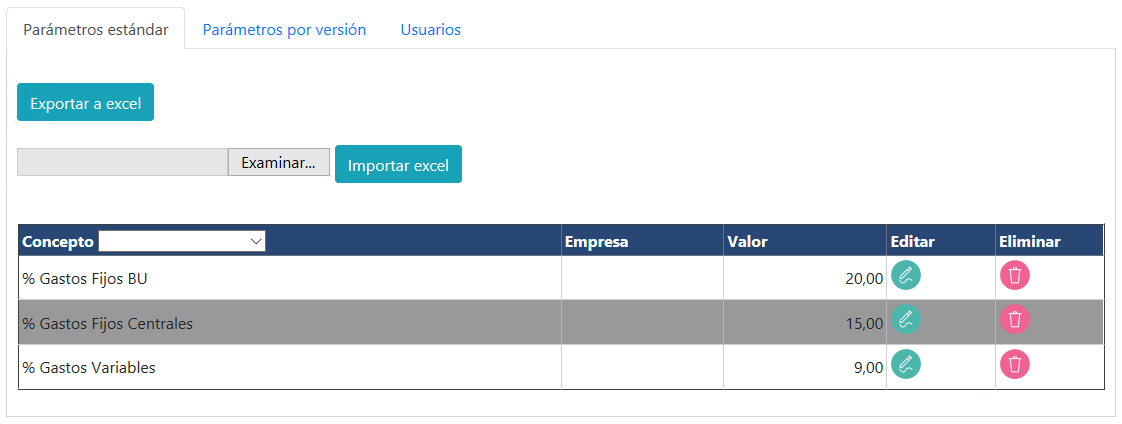 Parámetros estándar Parámetros por versión Usuarios
Exportar a excel
Examinar... Importar excel
Concepto Empresa Valor Editar Eliminar
% Gastos Fijos BU 20,00
% Gastos Fijos Centrales 15,00
% Gastos Variables 9,00